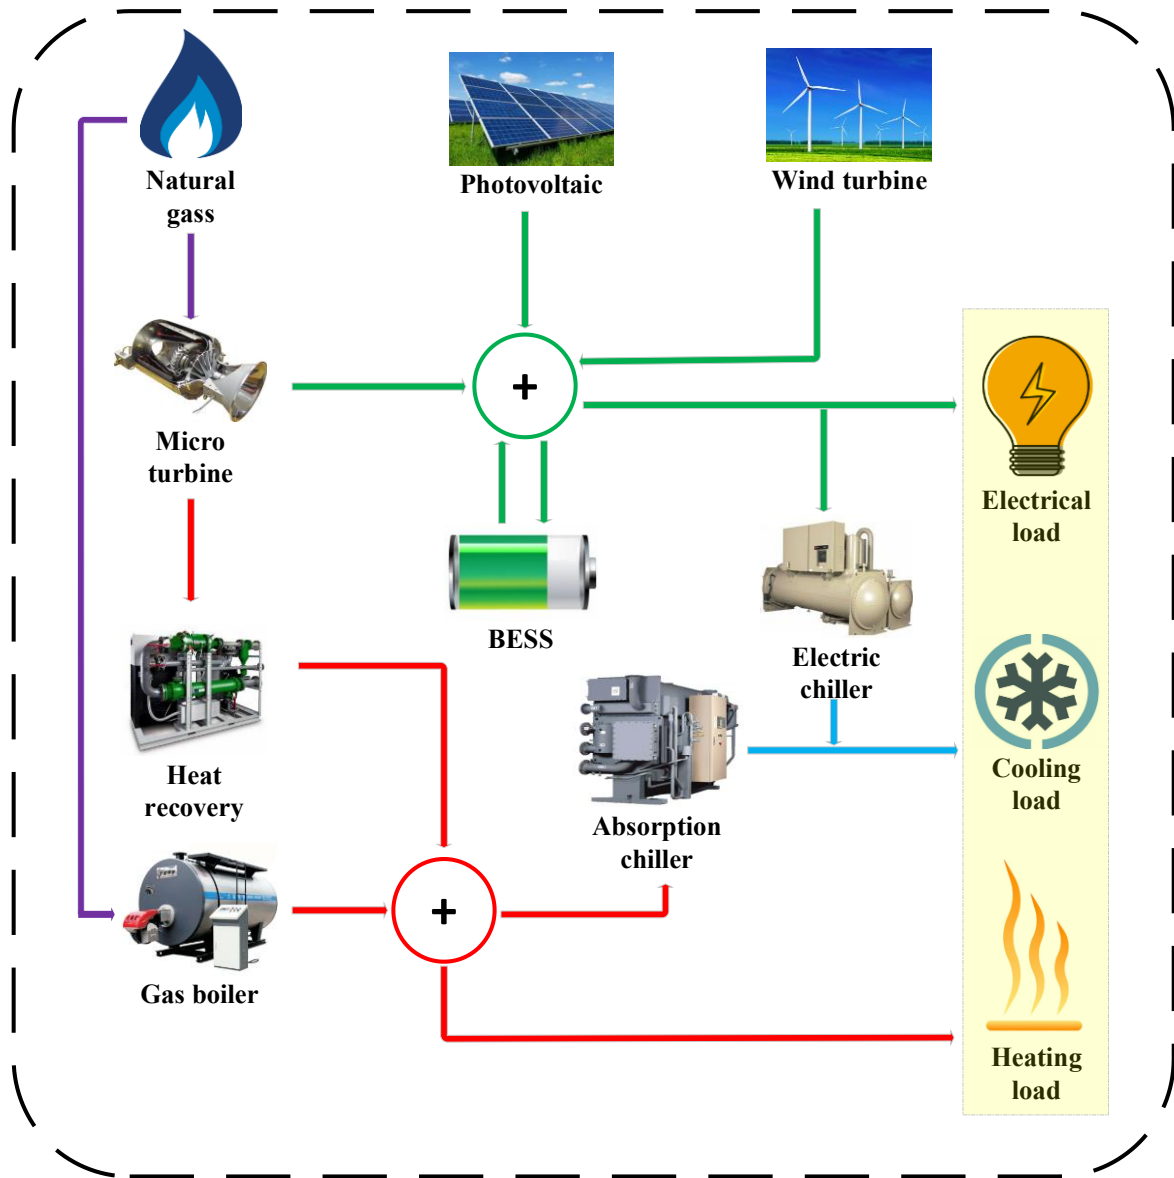 Natural
gass
Photovoltaic
Wind turbine
+
Micro
turbine
Electrical
load
BESS
Electric
chiller
Heat
recovery
Cooling
load
Absorption
chiller
+
Gas boiler
Heating
load